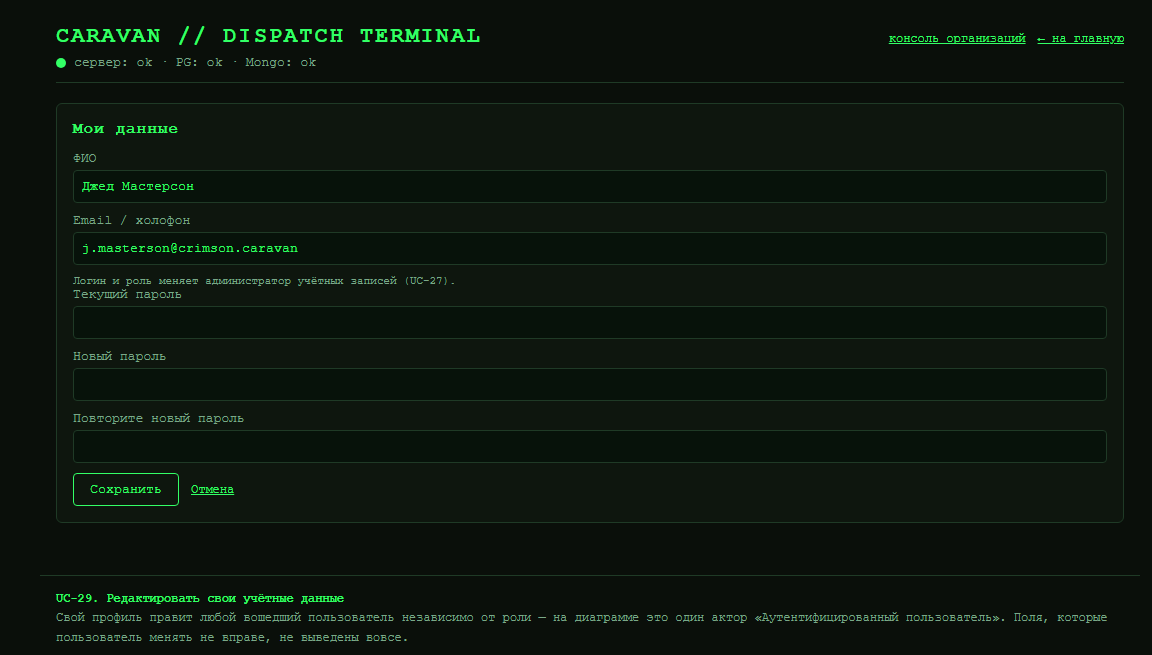 CARAVAN // DISPATCH TERMINAL
консоль организаций ← на главную
сервер: ok · PG: ok · Mongo: ok
Мои данные
ФИО
Джед Мастерсон
Email / холофон
j.masterson@crimson.caravan
Логин и роль меняет администратор учётных записей (UC-27).
Текущий пароль
Новый пароль
Повторите новый пароль
Сохранить Отмена
UC-29. Редактировать свои учётные данные
Свой профиль правит любой вошедший пользователь независимо от роли — на диаграмме это один актор «Аутентифицированный пользователь». Поля, которые
пользователь менять не вправе, не выведены вовсе.